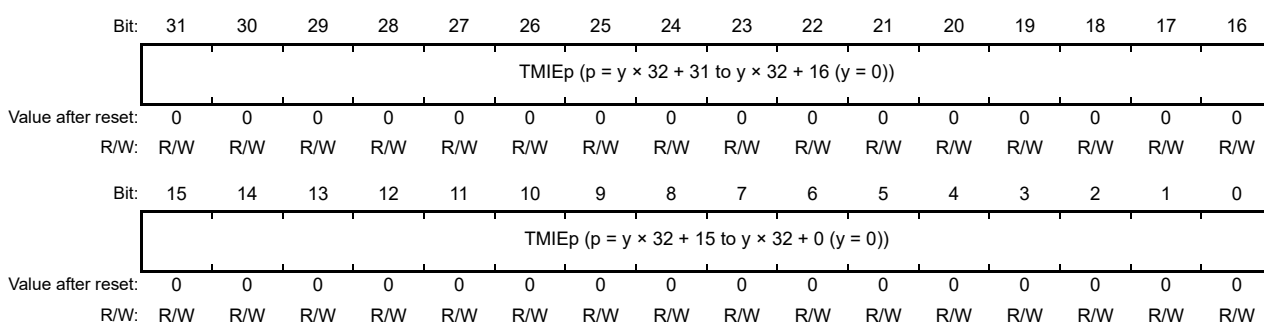 Bit: 31 30 29 28 27 26 25 24 23 22 21 20 19 18 17 16
TMIEp (p = y × 32 + 31 to y × 32 + 16 (y = 0))
Value after reset: 0 0 0 0 0 0 0 0 0 0 0 0 0 0 0 0
R/W: R/W R/W R/W R/W R/W R/W R/W R/W R/W R/W R/W R/W R/W R/W R/W R/W
Bit: 15 14 13 12 11 10 9 8 7 6 5 4 3 2 1 0
TMIEp (p = y × 32 + 15 to y × 32 + 0 (y = 0))
Value after reset: 0 0 0 0 0 0 0 0 0 0 0 0 0 0 0 0
R/W: R/W R/W R/W R/W R/W R/W R/W R/W R/W R/W R/W R/W R/W R/W R/W R/W